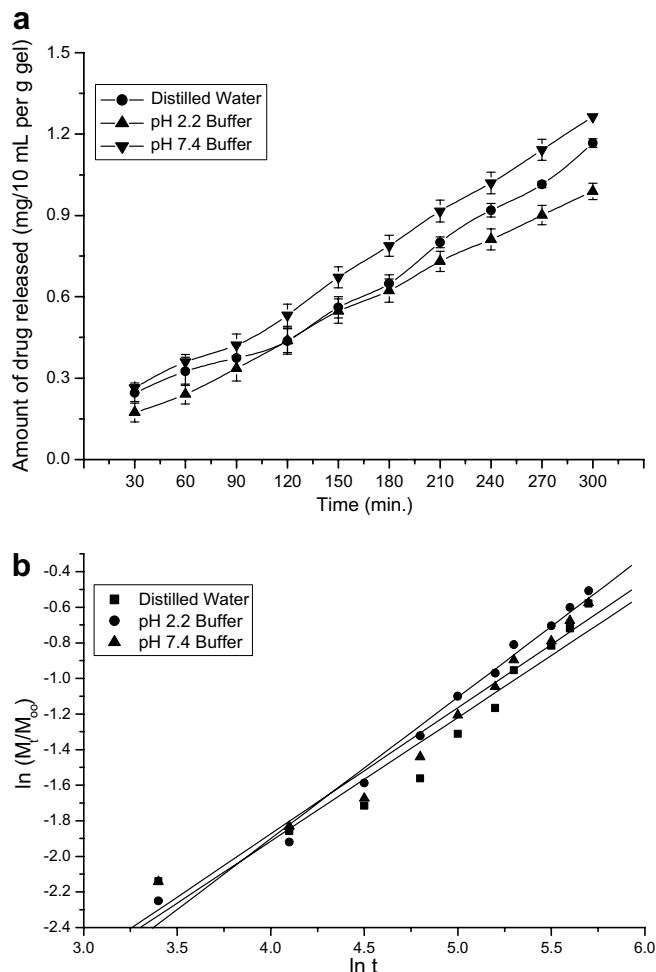 a
1.5
1.2
0.9
0.6
0.3
0.0
Amount of drug released (mg/10 mL per g gel)
Distilled Water
pH 2.2 Buffer
pH 7.4 Buffer
30 60 90 120 150 180 210 240 270 300
Time (min.)
b
-0.4
-0.6
-0.8
-1.0
-1.2
-1.4
-1.6
-1.8
-2.0
-2.2
-2.4
ln (Mt/M∞)
Distilled Water
pH 2.2 Buffer
pH 7.4 Buffer
3.0 3.5 4.0 4.5 5.0 5.5 6.0
ln t